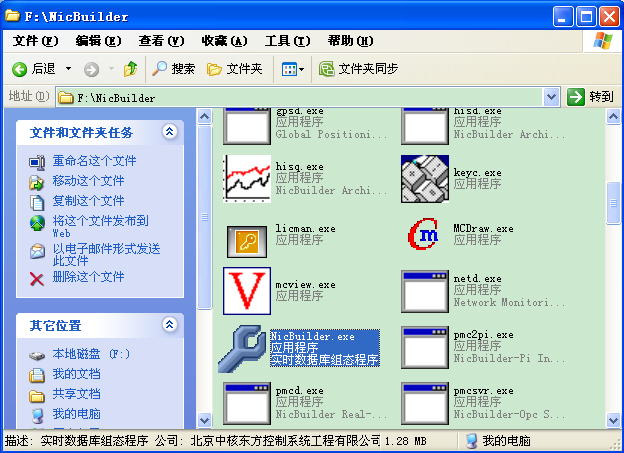 F:\NicBuilder
文件(F) 编辑(E) 查看(V) 收藏(A) 工具(T) 帮助(H)
后退 搜索 文件夹 文件夹同步
地址(D) F:\NicBuilder 转到
文件和文件夹任务
重命名这个文件
移动这个文件
复制这个文件
将这个文件发布到
Web
以电子邮件形式发送
此文件
删除这个文件
其它位置
本地磁盘 (F:)
我的文档
共享文档
我的电脑
gpsd.exe
应用程序
Global Positioni...
hisd.exe
应用程序
NicBuilder Archi...
hisq.exe
应用程序
NicBuilder Archi...
keyc.exe
应用程序
licman.exe
应用程序
MCDraw.exe
应用程序
mcview.exe
应用程序
netd.exe
应用程序
Network Monitori...
NicBuilder.exe
应用程序
实时数据库组态程序
pmc2pi.exe
应用程序
NicBuilder-Pi In...
pmcd.exe
应用程序
NicBuilder Real-...
pmcsvr.exe
应用程序
NicBuilder-Opc S...
描述: 实时数据库组态程序 公司: 北京中核东方控制系统工程有限公司 1.28 MB 我的电脑